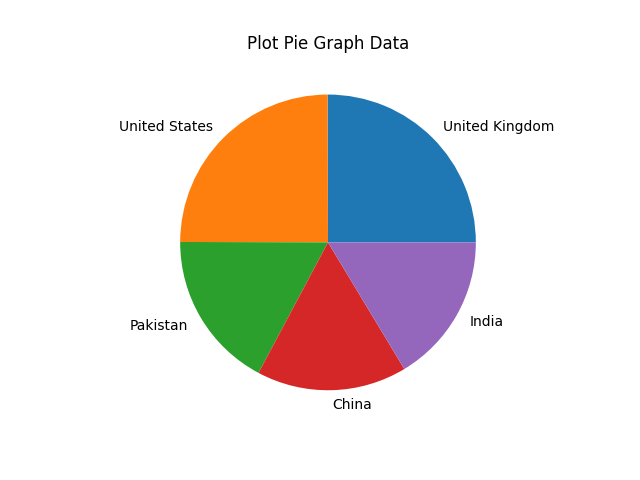 Plot Pie Graph Data
United States
United Kingdom
Pakistan
India
China